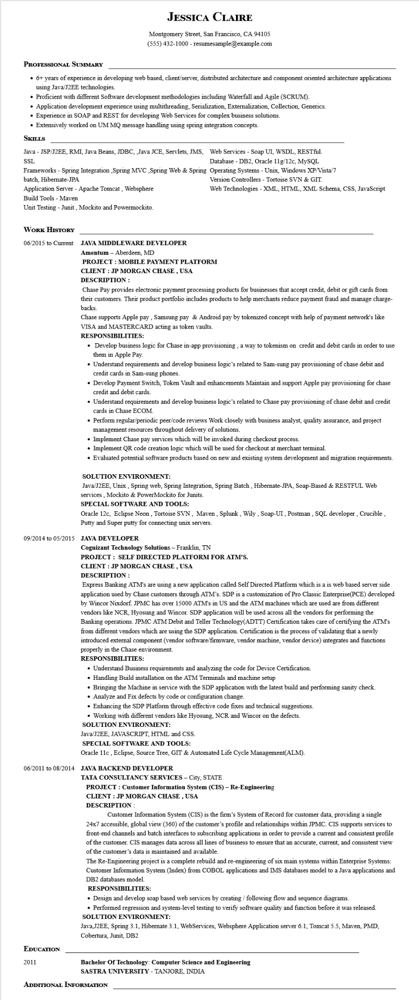 Jessica Claire
Montgomery Street, San Francisco, CA 94105
(555) 432-1000 - resumesample@example.com
Professional Summary
• 6+ years of experience in developing web based, client/server, distributed architecture and component oriented architecture applications
using Java/J2EE technologies.
• Proficient with different Software development methodologies including Waterfall and Agile (SCRUM).
• Application development experience using multithreading, Serialization, Externalization, Collection, Generics.
• Experience in SOAP and REST for developing Web Services for complex business solutions.
• Extensively worked on UM MQ message handling using spring integration concepts.
Skills
Java - JSP/J2EE, RMI, Java Beans, JDBC, ,Java JCE, Servlets, JMS,
SSL
Frameworks - Spring Integration ,Spring MVC ,Spring Web & Spring
batch, Hibernate-JPA
Application Server - Apache Tomcat , Websphere
Build Tools - Maven
Unit Testing - Junit , Mockito and Powermockito.
Web Services - Soap UI, WSDL, RESTful.
Database - DB2, Oracle 11g/12c, MySQL
Operating Systems - Unix, Windows XP/Vista/7
Version Controllers - Tortoise SVN & GIT.
Web Technologies - XML, HTML, XML Schema, CSS, JavaScript
Work History
06/2015 to Current JAVA MIDDLEWARE DEVELOPER
Amentum – Aberdeen, MD
PROJECT : MOBILE PAYMENT PLATFORM
CLIENT : JP MORGAN CHASE , USA
DESCRIPTION :
Chase Pay provides electronic payment processing products for businesses that accept credit, debit or gift cards from
their customers. Their product portfolio includes products to help merchants reduce payment fraud and manage charge-
backs.
Chase supports Apple pay , Samsung pay & Android pay by tokenized concept with help of payment network's like
VISA and MASTERCARD acting as token vaults.
RESPONSIBILITIES:
• Develop business logic for Chase in-app provisioning , a way to tokenism on credit and debit cards in order to use
them in Apple Pay.
• Understand requirements and develop business logic’s related to Sam-sung pay provisioning of chase debit and
credit cards in Sam-sung phones.
• Develop Payment Switch, Token Vault and enhancements Maintain and support Apple pay provisioning for chase
credit and debit cards.
• Understand requirements and develop business logic’s related to Chase pay provisioning of chase debit and credit
cards in Chase ECOM.
• Perform regular/periodic peer/code reviews Work closely with business analyst, quality assurance, and project
management resources throughout delivery of solutions.
• Implement Chase pay services which will be invoked during checkout process.
• Implement QR code creation logic which will be used for checkout at merchant terminal.
• Evaluated potential software products based on new and existing system development and migration requirements.
SOLUTION ENVIRONMENT:
Java/J2EE, Unix , Spring web, Spring Integration, Spring Batch , Hibernate-JPA, Soap-Based & RESTFUL Web
services , Mockito & PowerMockito for Junits.
SPECIAL SOFTWARE AND TOOLS:
Oracle 12c, Eclipse Neon , Tortoise SVN , Maven , Splunk , Wily , Soap-UI , Postman , SQL developer , Crucible ,
Putty and Super putty for connecting unix servers.
09/2014 to 05/2015 JAVA DEVELOPER
Cognizant Technology Solutions – Franklin, TN
PROJECT : SELF DIRECTED PLATFORM FOR ATM'S.
CLIENT : JP MORGAN CHASE , USA
DESCRIPTION :
Express Banking ATM's are using a new application called Self Directed Platform which is a is web based server side
application used by Chase customers through ATM’s. SDP is a customization of Pro Classic Enterprise(PCE) developed
by Wincor Nixdorf. JPMC has over 15000 ATM's in US and the ATM machines which are used are from different
vendors like NCR, Hyosung and Wincor. SDP application will be used across all the vendors for performing the
Banking operations. JPMC ATM Debit and Teller Technology(ADTT) Certification takes care of certifying the ATM's
from different vendors which are using the SDP application. Certification is the process of validating that a newly
introduced external component (vendor software/firmware, vendor machine, vendor device) integrates and functions
properly in the Chase environment.
RESPONSIBILITIES:
• Understand Business requirements and analyzing the code for Device Certification.
• Handling Build installation on the ATM Terminals and machine setup
• Bringing the Machine in service with the SDP application with the latest build and performing sanity check.
• Analyze and Fix defects by code or configuration change.
• Enhancing the SDP Platform through effective code fixes and technical suggestions.
• Working with different vendors like Hyosung, NCR and Wincor on the defects.
SOLUTION ENVIRONMENT:
Java/J2EE, JAVASCRIPT, HTML and CSS.
SPECIAL SOFTWARE AND TOOLS:
Oracle 11c , Eclipse, Source Tree, GIT & Automated Life Cycle Management(ALM).
06/2011 to 08/2014 JAVA BACKEND DEVELOPER
TATA CONSULTANCY SERVICES – City, STATE
PROJECT : Customer Information System (CIS) – Re-Engineering
CLIENT : JP MORGAN CHASE , USA
DESCRIPTION :
Customer Information System (CIS) is the firm’s System of Record for customer data, providing a single
24x7 accessible, global view (360) of the customer’s profile and relationships within JPMC. CIS supports services to
front-end channels and batch interfaces to subscribing applications in order to provide a current and consistent profile
of the customer. CIS manages data across all lines of business to ensure that an accurate, current, and consistent view
of the customer’s data is maintained and available.
The Re-Engineering project is a complete rebuild and re-engineering of six main systems within Enterprise Systems:
Customer Information System (Index) from COBOL applications and IMS databases model to a Java applications and
DB2 databases model.
RESPONSIBILITIES:
• Design and develop soap based web services by creating / following flow and sequence diagrams.
• Performed regression and system-level testing to verify software quality and function before it was released.
SOLUTION ENVIRONMENT:
Java,J2EE, Spring 3.1, Hibernate 3.1, WebServices, Websphere Application server 6.1, Tomcat 5.5, Maven, PMD,
Cobertura, Junit, DB2
Education
2011 Bachelor Of Technology: Computer Science and Engineering
SASTRA UNIVERSITY - TANJORE, INDIA
Additional Information